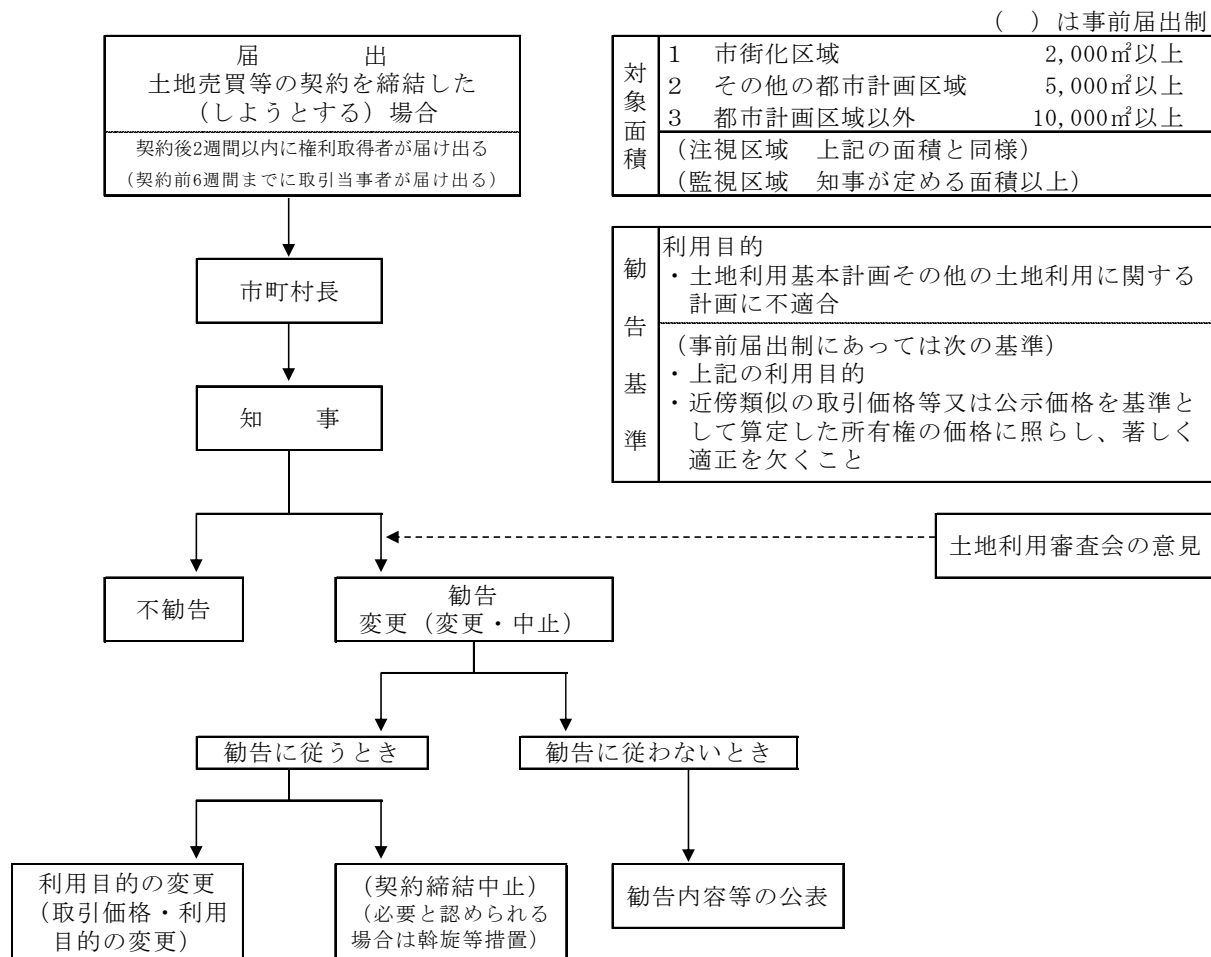 （　）は事前届出制
届　　出
土地売買等の契約を締結した
（しようとする）場合
契約後2週間以内に権利取得者が届け出る
（契約前6週間までに取引当事者が届け出る）
対象面積
1　市街化区域　2,000㎡以上
2　その他の都市計画区域　5,000㎡以上
3　都市計画区域以外　10,000㎡以上
（注視区域　上記の面積と同様）
（監視区域　知事が定める面積以上）
市町村長
勧告基準
利用目的
・土地利用基本計画その他の土地利用に関する
計画に不適合
（事前届出制にあっては次の基準）
・上記の利用目的
・近傍類似の取引価格等又は公示価格を基準と
して算定した所有権の価格に照らし、著しく
適正を欠くこと
知　　事
土地利用審査会の意見
不勧告
勧告
変更（変更・中止）
勧告に従うとき
勧告に従わないとき
利用目的の変更
（取引価格・利用
目的の変更）
（契約締結中止）
（必要と認められる
場合は斡旋等措置）
勧告内容等の公表